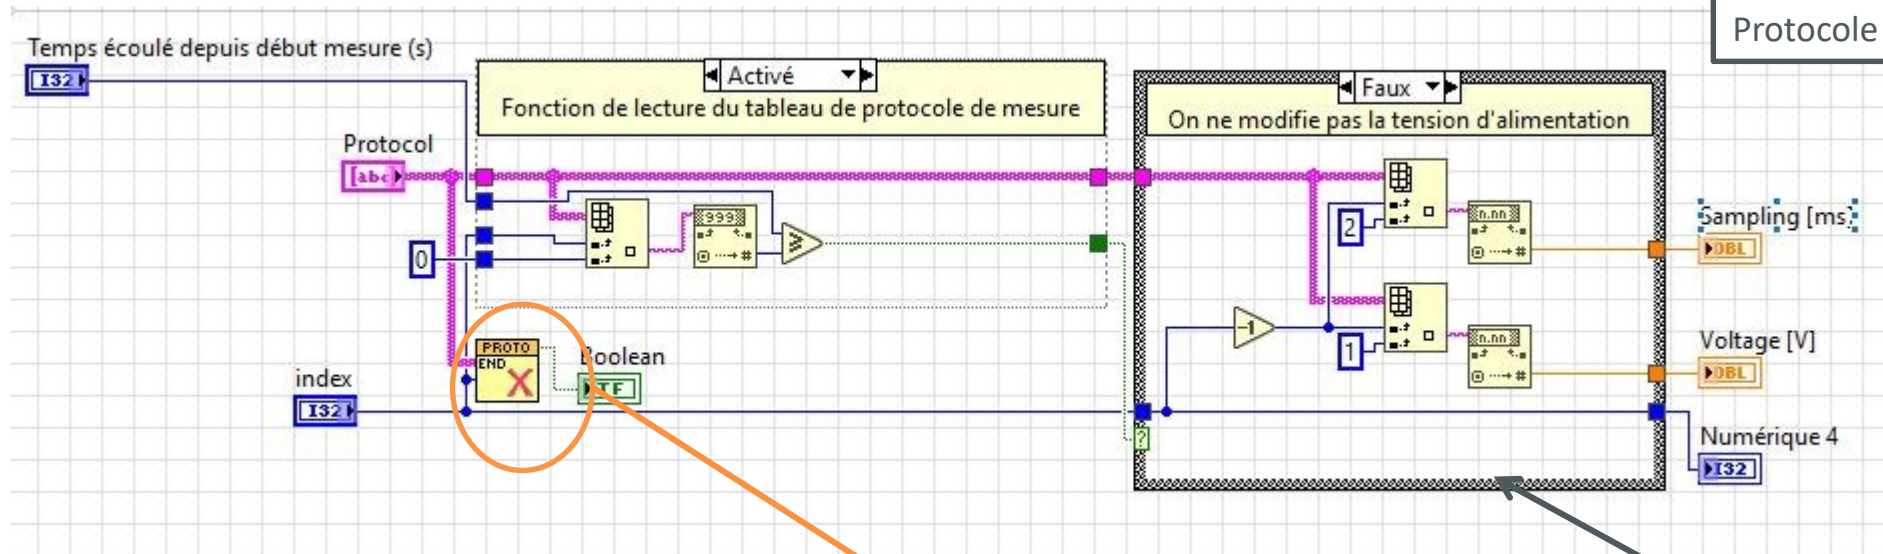 Protocole
Temps écoulé depuis début mesure (s)
I32
Activé
Fonction de lecture du tableau de protocole de mesure
Faux
On ne modifie pas la tension d'alimentation
Protocol
[abc]
999
0
2
n.nn
Sampling [ms]
DBL
PROTO
END
Boolean
TF
-1
1
n.nn
Voltage [V]
DBL
index
I32
?
Numérique 4
I32